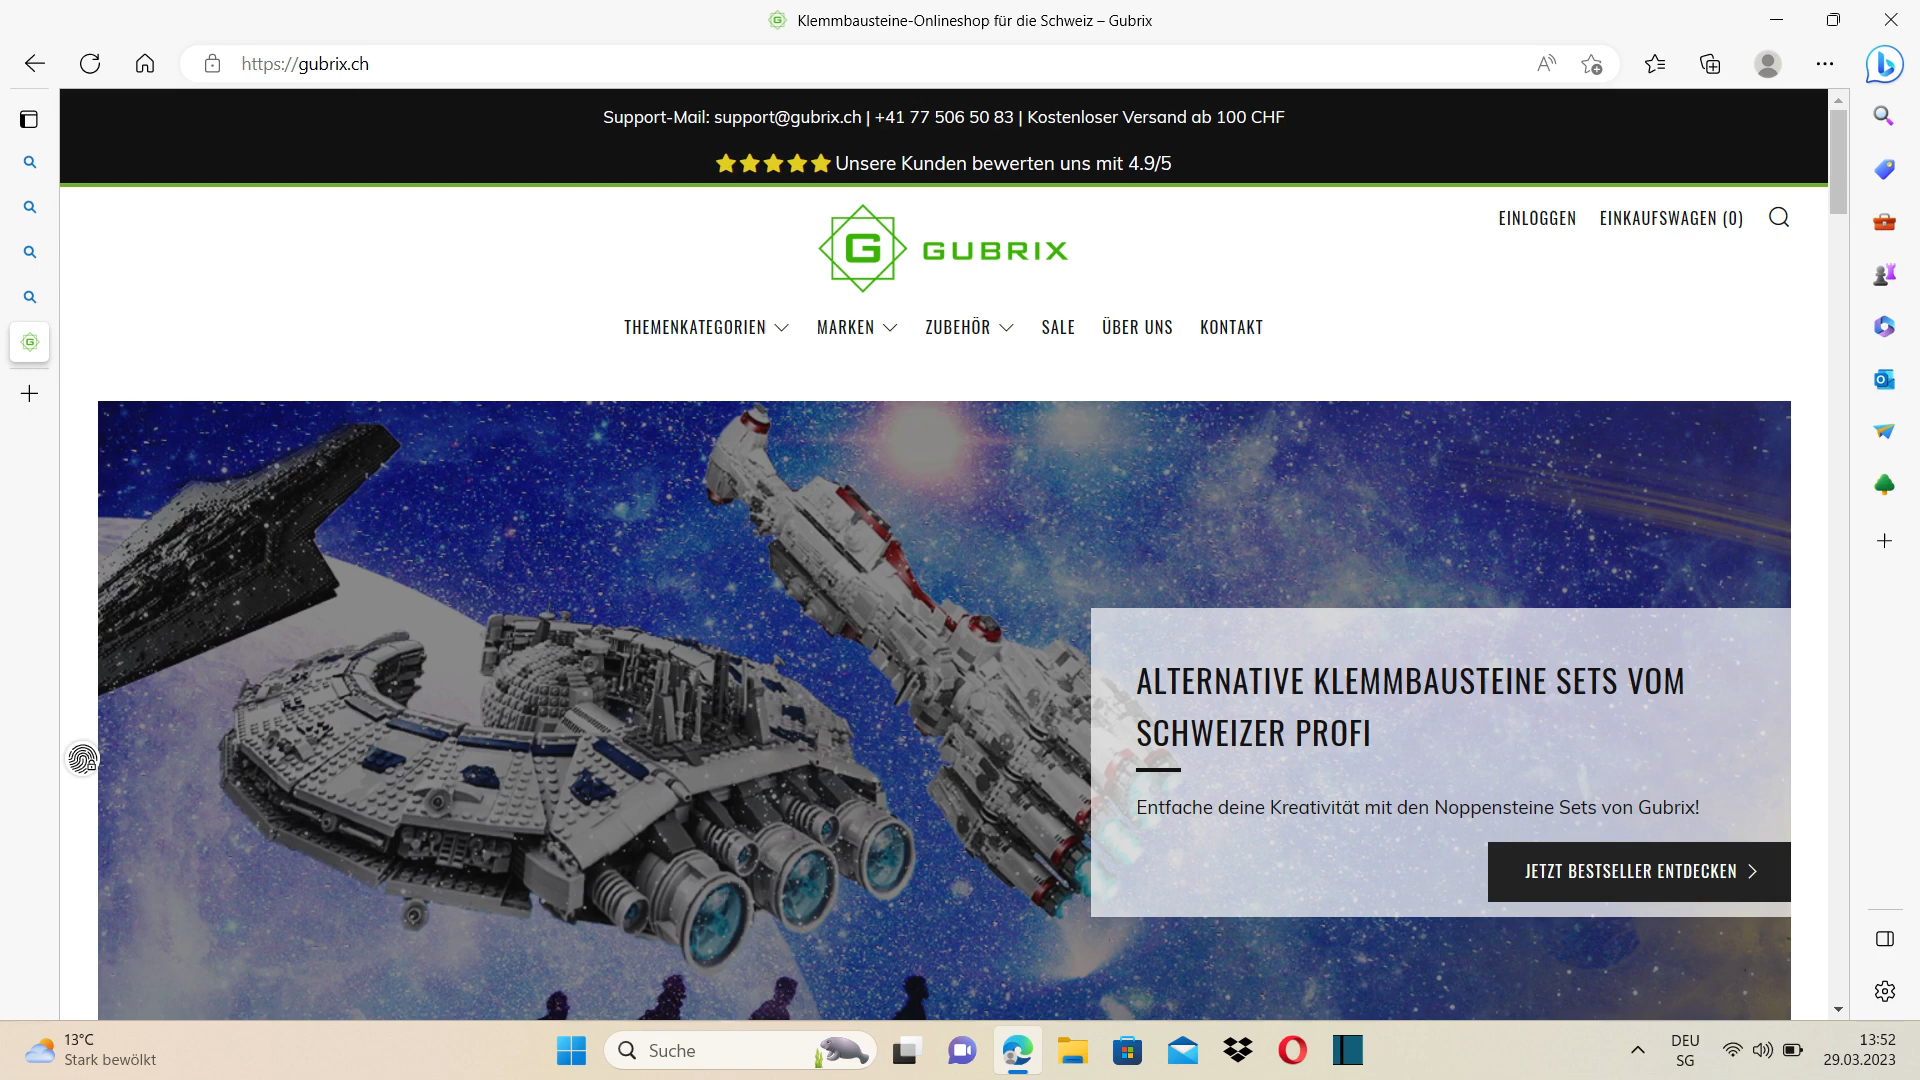 Klemmbausteine-Onlineshop für die Schweiz – Gubrix
https://gubrix.ch
Support-Mail: support@gubrix.ch | +41 77 506 50 83 | Kostenloser Versand ab 100 CHF
Unsere Kunden bewerten uns mit 4.9/5
G GUBRIX
EINLOGGEN EINKAUFSWAGEN (0)
THEMENKATEGORIEN MARKEN ZUBEHÖR SALE ÜBER UNS KONTAKT
ALTERNATIVE KLEMMBAUSTEINE SETS VOM
SCHWEIZER PROFI
Entfache deine Kreativität mit den Noppensteine Sets von Gubrix!
JETZT BESTSELLER ENTDECKEN
13°C
Stark bewölkt
Suche
DEU
SG
13:52
29.03.2023